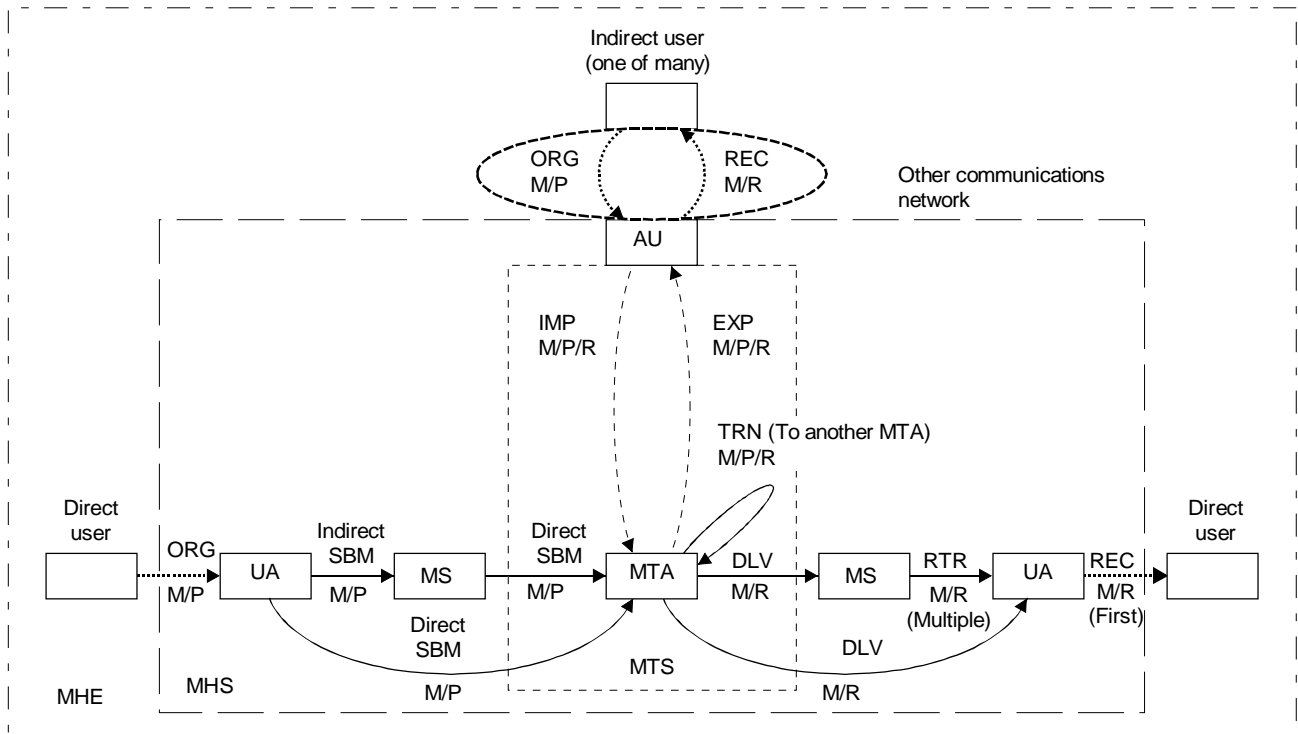 Indirect user
(one of many)
ORG
M/P
REC
M/R
Other communications
network
AU
IMP
M/P/R
EXP
M/P/R
TRN (To another MTA)
M/P/R
Direct
user
ORG
M/P
UA
Indirect
SBM
M/P
MS
Direct
SBM
M/P
MTA
DLV
M/R
MS
RTR
M/R
(Multiple)
UA
REC
M/R
(First)
Direct
user
Direct
SBM
M/P
MTS
DLV
M/R
MHE
MHS